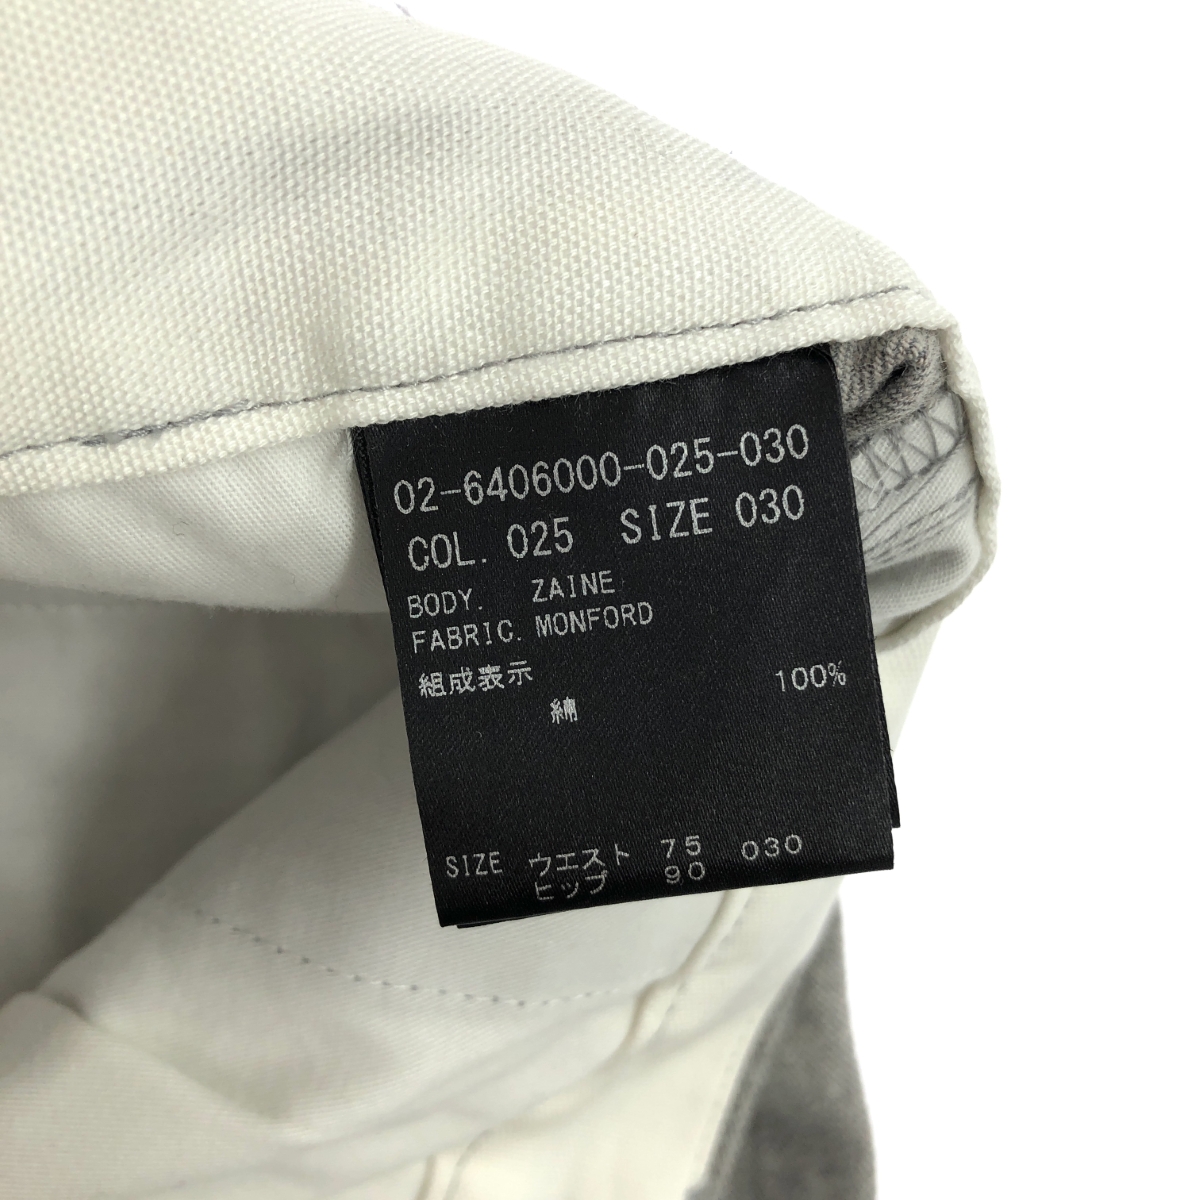 02-6406000-025-030
COL. 025 SIZE 030
BODY. ZAINE
FABRIC. MONFORD
組成表示
綿 100%
SIZE ウエスト 75 030
ヒップ 90